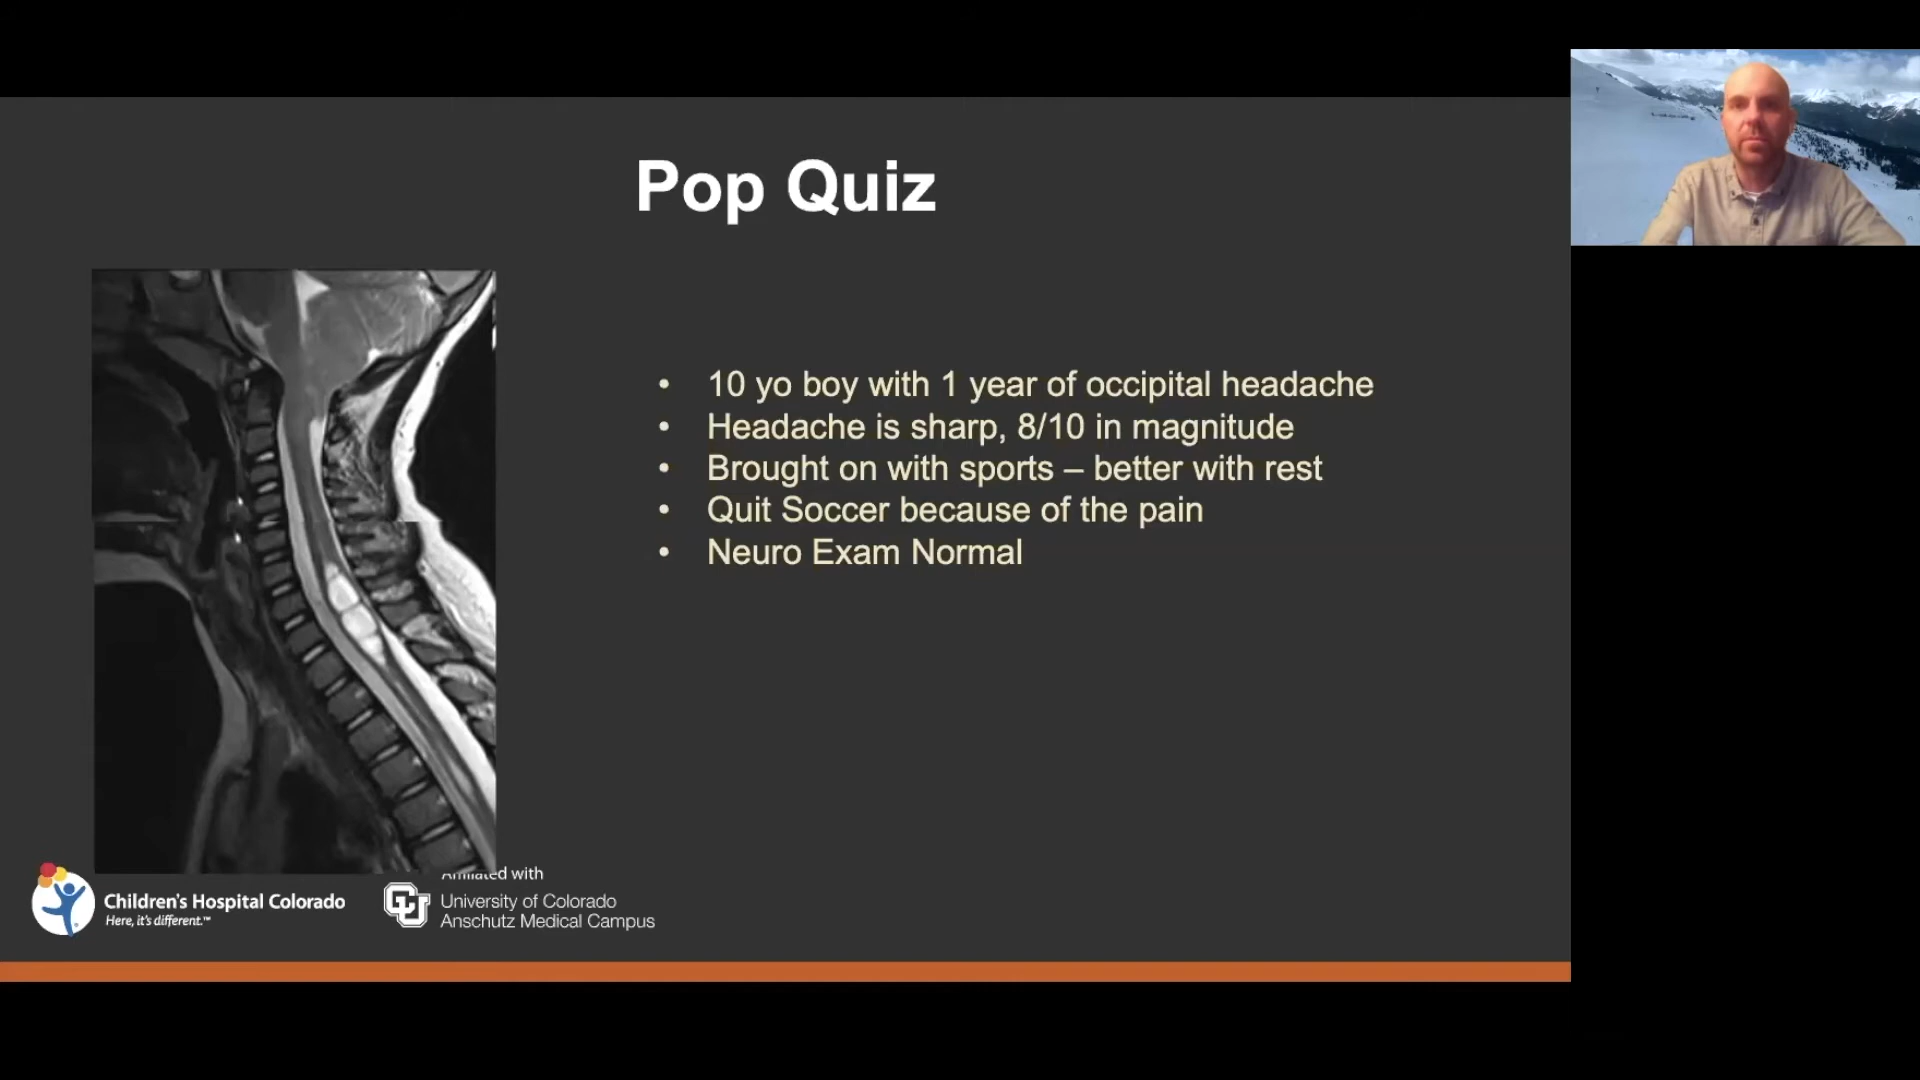 Pop Quiz
• 10 yo boy with 1 year of occipital headache
• Headache is sharp, 8/10 in magnitude
• Brought on with sports – better with rest
• Quit Soccer because of the pain
• Neuro Exam Normal
Children's Hospital Colorado
Here, it's different.™
Affiliated with
University of Colorado
Anschutz Medical Campus